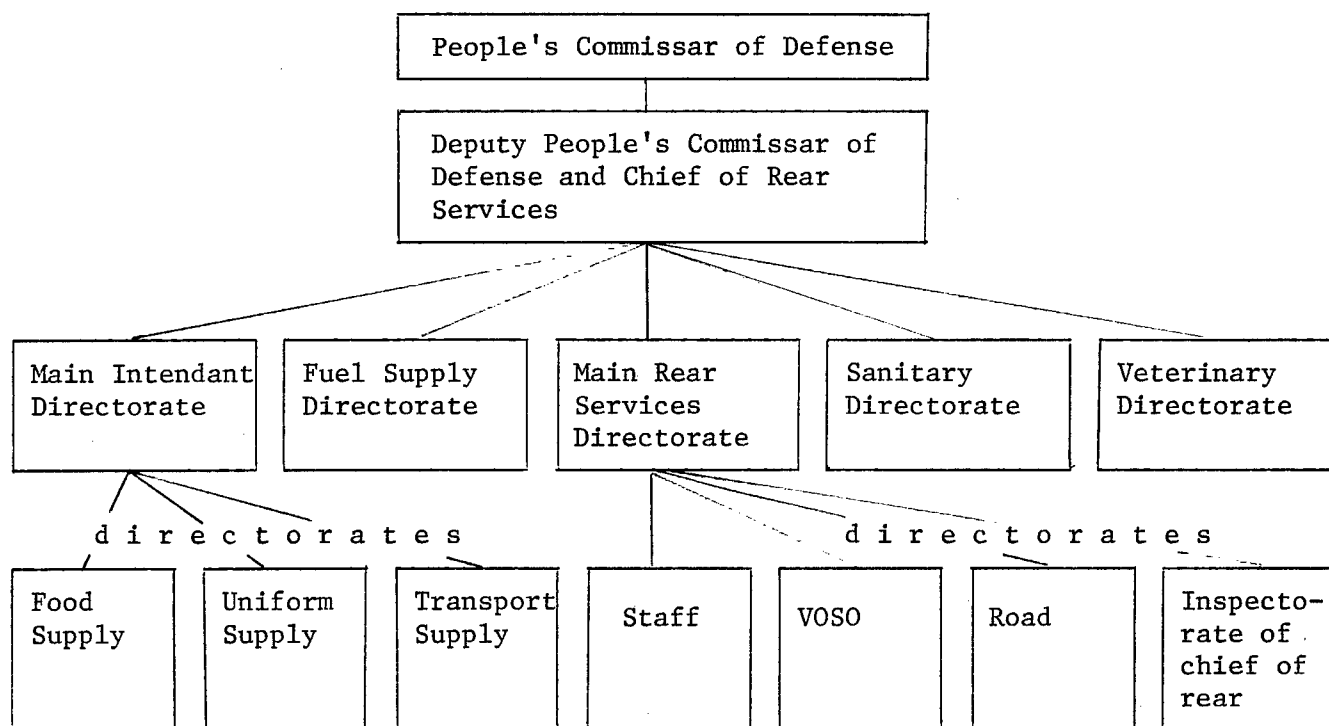 People's Commissar of Defense
Deputy People's Commissar of
Defense and Chief of Rear
Services
Main Intendant
Directorate
Fuel Supply
Directorate
Main Rear
Services
Directorate
Sanitary
Directorate
Veterinary
Directorate
d i r e c t o r a t e s
d i r e c t o r a t e s
Food
Supply
Uniform
Supply
Transport
Supply
Staff
VOSO
Road
Inspecto-
rate of
chief of
rear